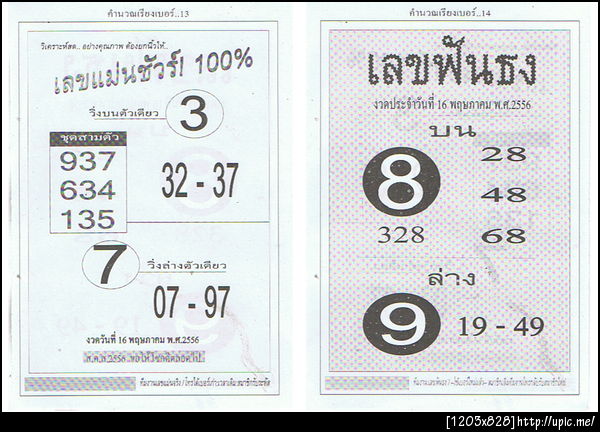 คำนวณเรียงเบอร์..13
วิเคราะห์สด.. อย่างคุณภาพ ต้องยกนิ้วให้..
เลขแม่นชัวร์! 100%
วิ่งบนตัวเดียว
3
ชุดสามตัว
937
634
135
32 - 37
7
วิ่งล่างตัวเดียว
07 - 97
งวดวันที่ 16 พฤษภาคม พ.ศ.2556
คำนวณเรียงเบอร์..14
เลขฟันธง
งวดประจำวันที่ 16 พฤษภาคม พ.ศ.2556
บน
8
328
28
48
68
ล่าง
9
19 - 49
[1203x828]http://upic.me/